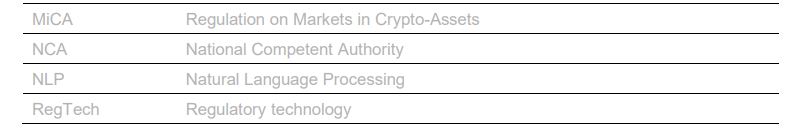 MiCA Regulation on Markets in Crypto-Assets
NCA National Competent Authority
NLP Natural Language Processing
RegTech Regulatory technology